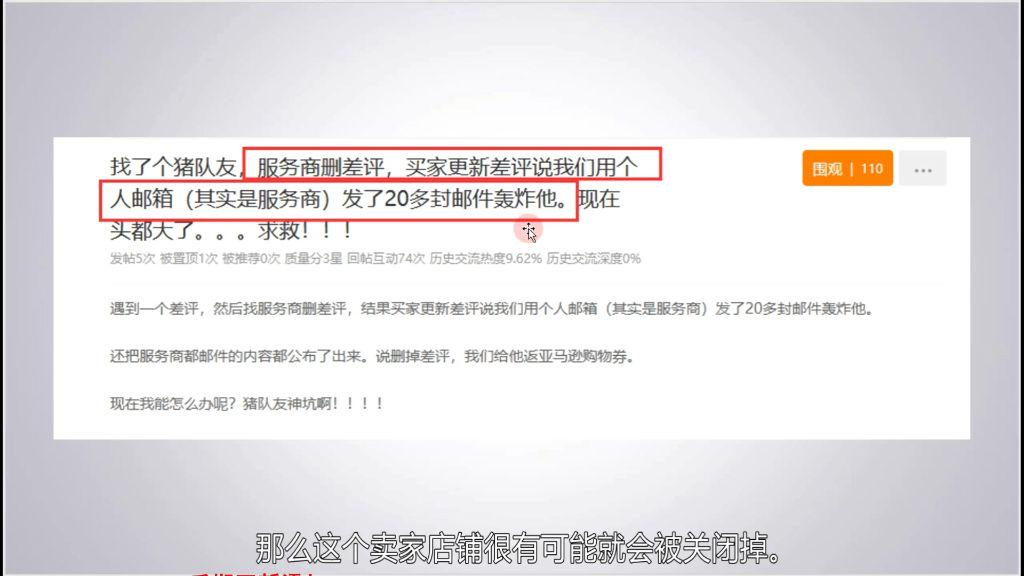 找了个猪队友，服务商删差评，买家更新差评说我们用个
人邮箱（其实是服务商）发了20多封邮件轰炸他。现在
头都大了。。。求救！！！
围观 | 110
...
发帖5次 被置顶1次 被推荐0次 质量分3星 回帖互动74次 历史交流热度9.62% 历史交流深度0%
遇到一个差评，然后找服务商删差评，结果买家更新差评说我们用个人邮箱（其实是服务商）发了20多封邮件轰炸他。
还把服务商都邮件的内容都公布了出来。说删掉差评，我们给他返亚马逊购物券。
现在我能怎么办呢？猪队友神坑啊！！！！
那么这个卖家店铺很有可能就会被关闭掉。